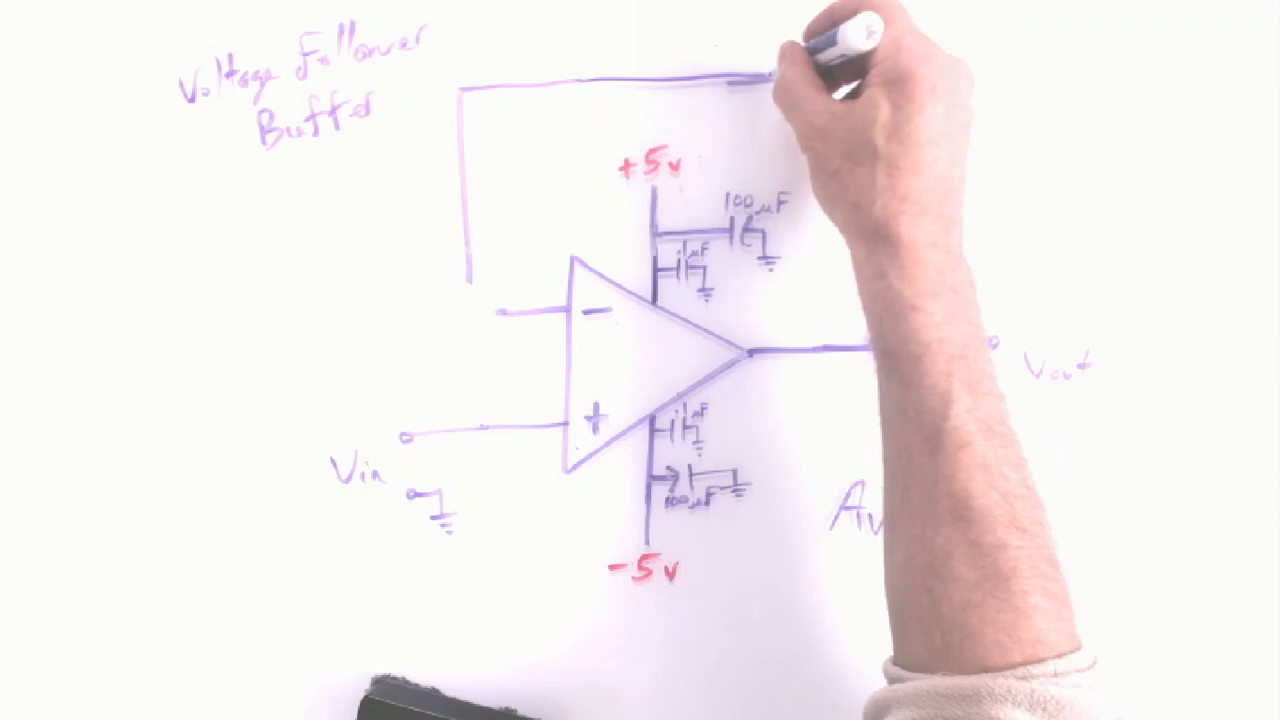 Voltage Follower
Buffer
+5v
100µF
.1µF
−
+
Vout
.1µF
Vin
100µF
Av
-5v